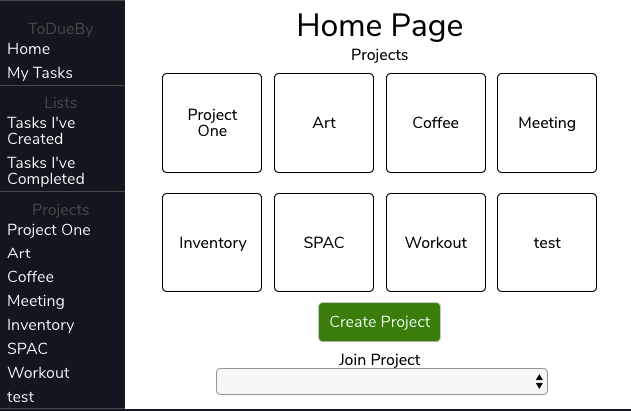 ToDueBy
Home
My Tasks
Lists
Tasks I've
Created
Tasks I've
Completed
Projects
Project One
Art
Coffee
Meeting
Inventory
SPAC
Workout
test
Home Page
Projects
Project
One
Art
Coffee
Meeting
Inventory
SPAC
Workout
test
Create Project
Join Project